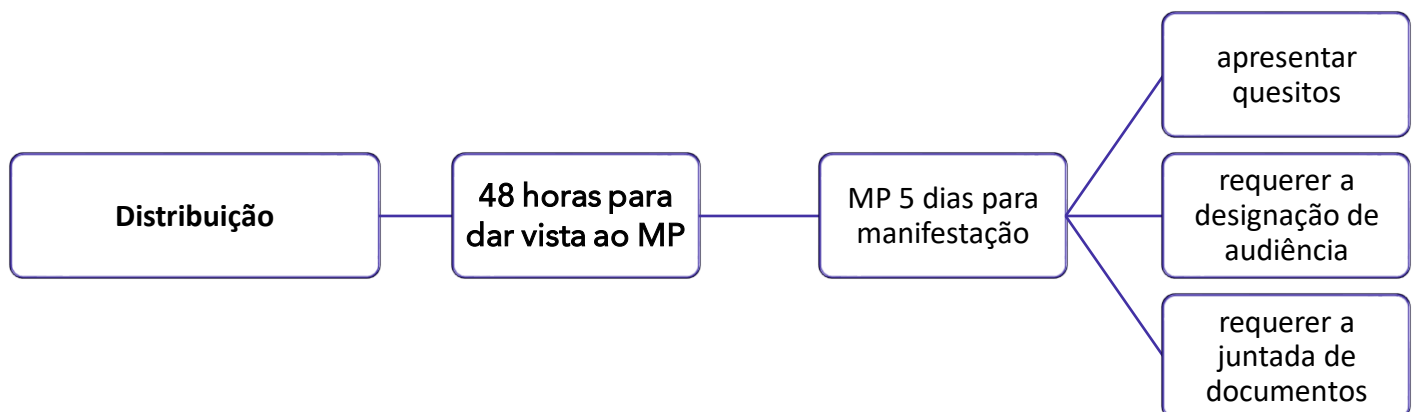 Distribuição
48 horas para
dar vista ao MP
MP 5 dias para
manifestação
apresentar
quesitos
requerer a
designação de
audiência
requerer a
juntada de
documentos